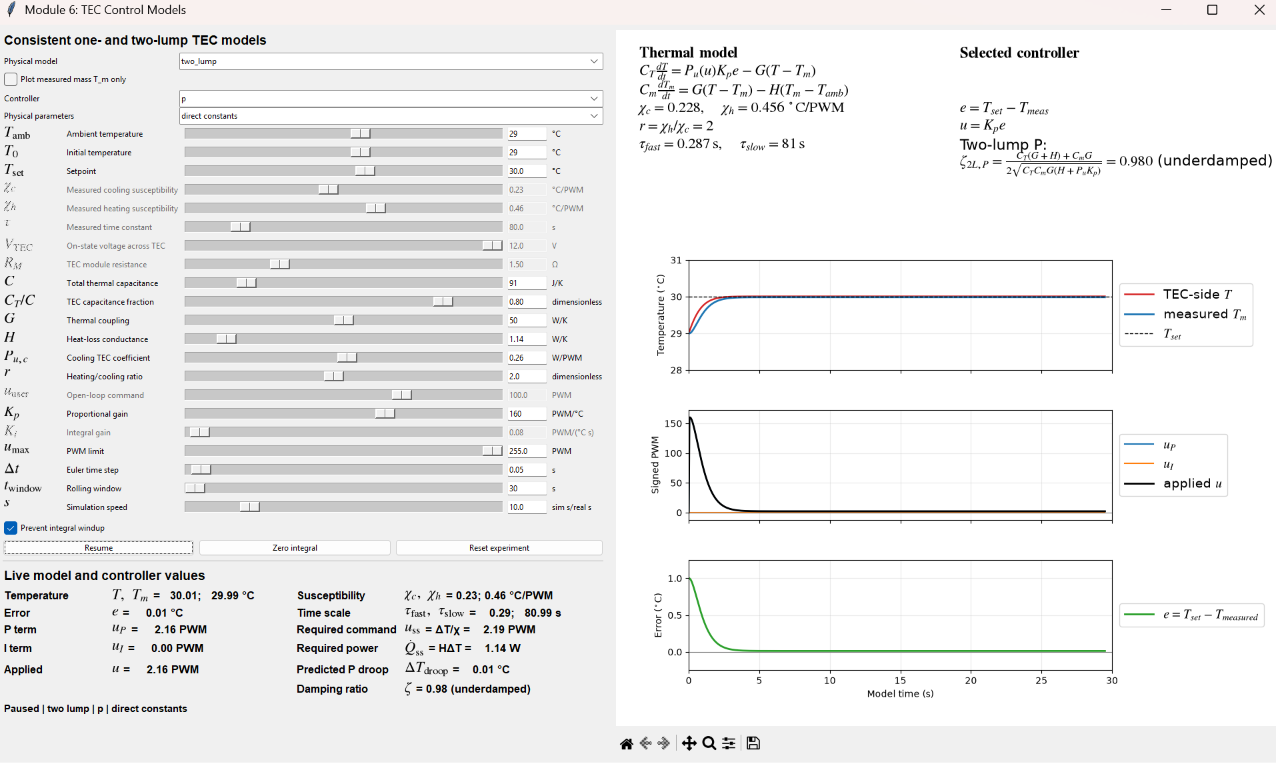 Module 6: TEC Control Models
Consistent one- and two-lump TEC models
Physical model two_lump
Plot measured mass T_m only
Controller p
Physical parameters direct constants
T_amb Ambient temperature 29 °C
T_0 Initial temperature 29 °C
T_set Setpoint 30.0 °C
χ_c Measured cooling susceptibility 0.23 °C/PWM
χ_h Measured heating susceptibility 0.46 °C/PWM
τ Measured time constant 80.0 s
V_TEC On-state voltage across TEC 12.0 V
R_M TEC module resistance 1.50 Ω
C Total thermal capacitance 91 J/K
C_T/C TEC capacitance fraction 0.80 dimensionless
G Thermal coupling 50 W/K
H Heat-loss conductance 1.14 W/K
P_u,c Cooling TEC coefficient 0.26 W/PWM
r Heating/cooling ratio 2.0 dimensionless
u_user Open-loop command 100.0 PWM
K_p Proportional gain 160 PWM/°C
K_i Integral gain 0.08 PWM/(°C s)
u_max PWM limit 255.0 PWM
Δt Euler time step 0.05 s
t_window Rolling window 30 s
s Simulation speed 10.0 sim s/real s
Prevent integral windup
Resume Zero integral Reset experiment
Live model and controller values
Temperature T, T_m = 30.01; 29.99 °C
Error e = 0.01 °C
P term u_P = 2.16 PWM
I term u_I = 0.00 PWM
Applied u = 2.16 PWM
Susceptibility χ_c, χ_h = 0.23; 0.46 °C/PWM
Time scale τ_fast, τ_slow = 0.29; 80.99 s
Required command u_ss = ΔT/χ = 2.19 PWM
Required power Q̇_ss = HΔT = 1.14 W
Predicted P droop ΔT_droop = 0.01 °C
Damping ratio ζ = 0.98 (underdamped)
Paused | two lump | p | direct constants
Thermal model
C_T dT/dt = P_u(u)K_p e − G(T − T_m)
C_m dT_m/dt = G(T − T_m) − H(T_m − T_amb)
χ_c = 0.228, χ_h = 0.456 °C/PWM
r = χ_h/χ_c = 2
τ_fast = 0.287 s, τ_slow = 81 s
Selected controller
e = T_set − T_meas
u = K_p e
Two-lump P:
ζ_2L,P = C_T(G + H) + C_m G / 2√(C_T C_m G(H + P_u K_p)) = 0.980 (underdamped)
Temperature (°C)
31
30
29
28
TEC-side T
measured T_m
T_set
Signed PWM
150
100
50
0
u_P
u_I
applied u
Error (°C)
1.0
0.5
0.0
e = T_set − T_measured
0 5 10 15 20 25 30
Model time (s)